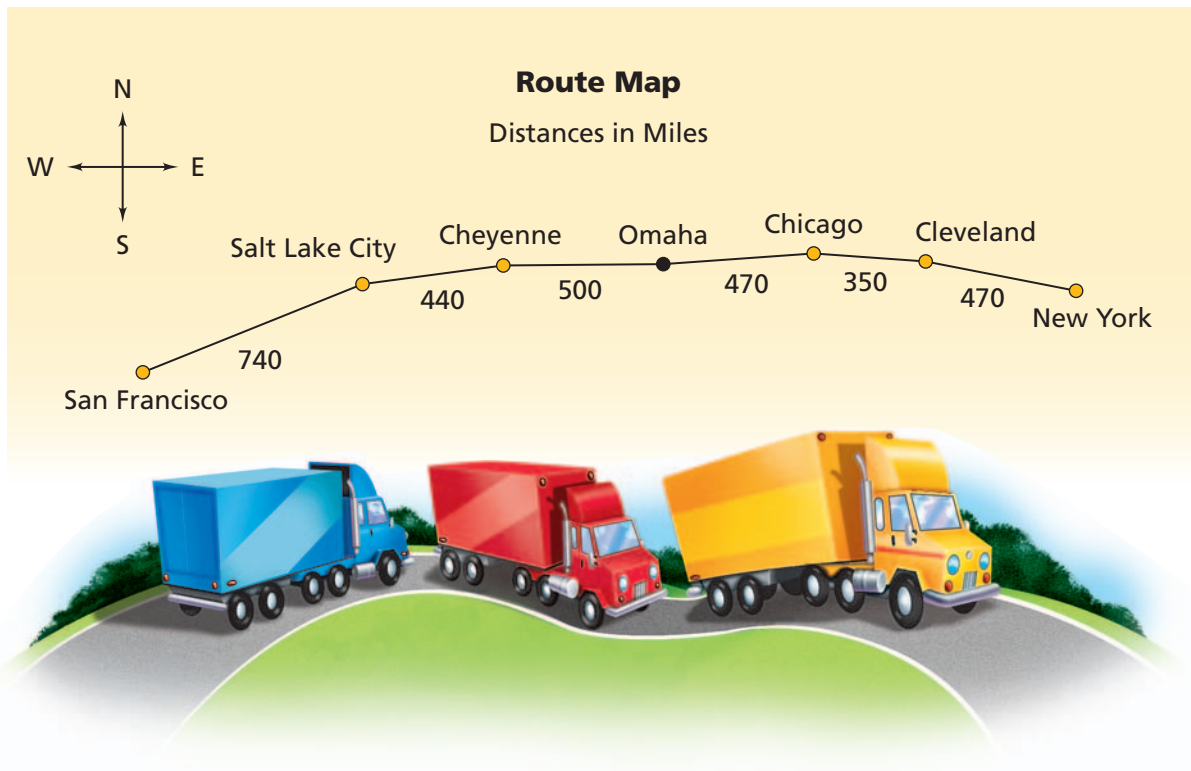 Route Map
Distances in Miles
N
W E
S
Salt Lake City
Cheyenne
Omaha
Chicago
Cleveland
440
500
470
350
470
New York
740
San Francisco